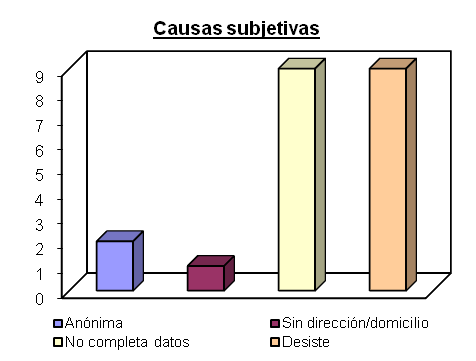 Causas subjetivas
9
8
7
6
5
4
3
2
1
0
Anónima
Sin dirección/domicilio
No completa datos
Desiste